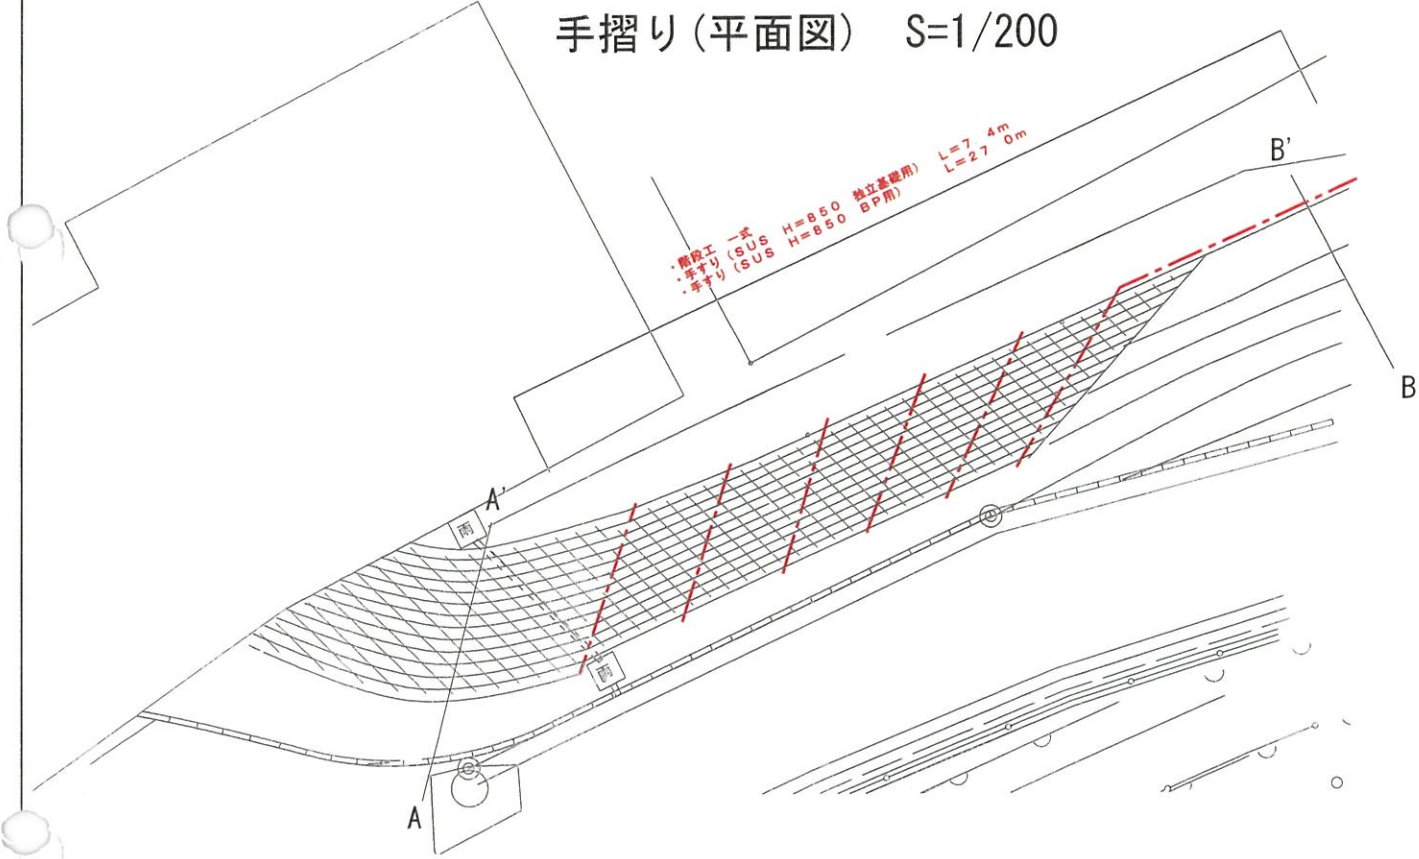 手摺り(平面図) S=1/200
・階段工 一式
・手すり(SUS H=850 独立基礎用) L=7.4m
・手すり(SUS H=850 BP用) L=27.0m
B'
B
A'
雨
雨
A